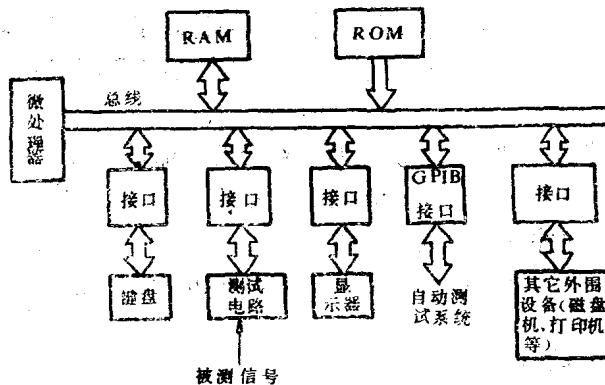 RAM
ROM
总线
微
处
理
器
接口
接口
接口
GPIB
接口
接口
键盘
测试
电路
显
示器
自动测
试系统
其它外围
设备(磁盘
机、打印机
等)
被测信号